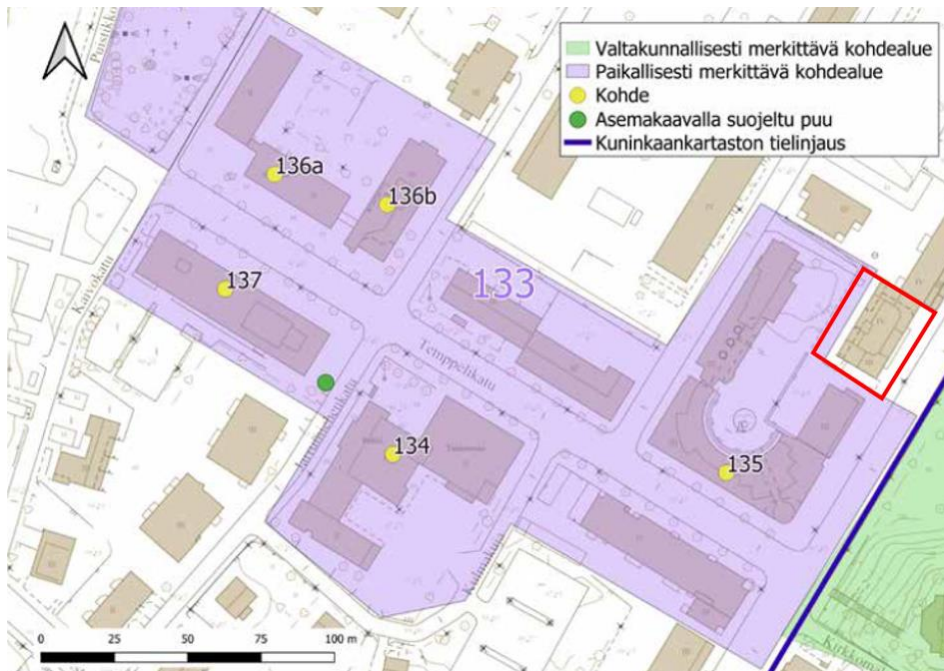 Valtakunnallisesti merkittävä kohdealue
Paikallisesti merkittävä kohdealue
Kohde
Asemakaavalla suojeltu puu
Kuninkaankartaston tielinjaus
136a
136b
137
133
Temppelikatu
134
135
0 25 50 75 100 m